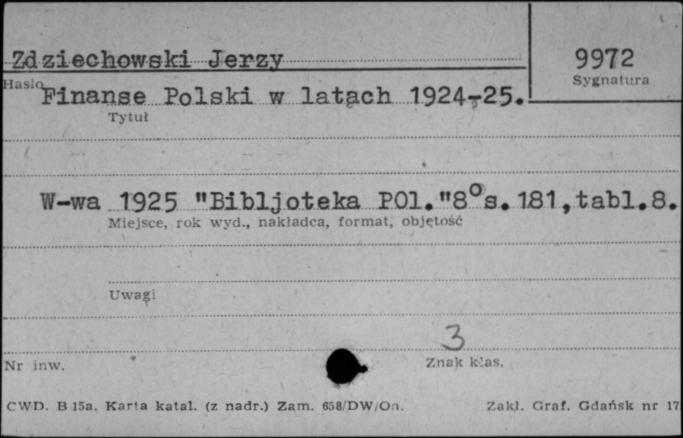 Zdziechowski Jerzy
9972
Hasło
Sygnatura
Finanse Polski w latach 1924-25.
Tytuł
W-wa 1925 "Bibljoteka POl."8°s.181,tabl.8.
Miejsce, rok wyd., nakładca, format, objętość
Uwagi
3
Nr inw.
Znak klas.
CWD. B 15a. Karta katal. (z nadr.) Zam. 658/DW/On.
Zakł. Graf. Gdańsk nr 17